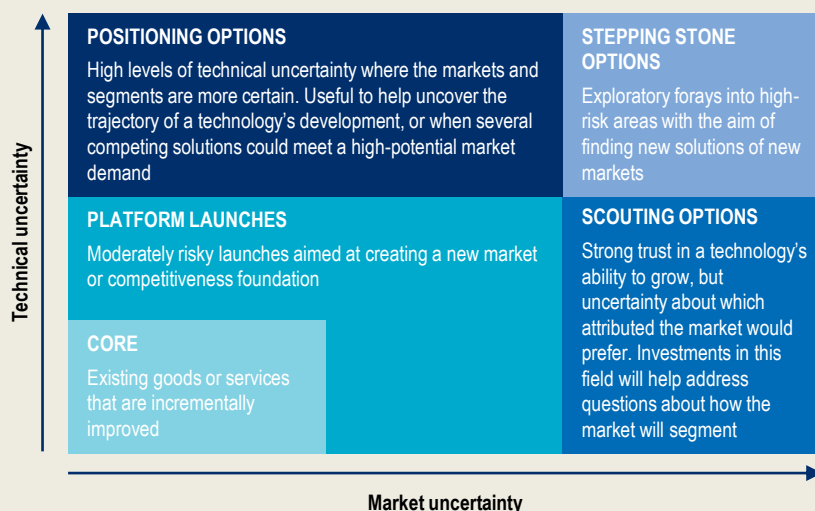 POSITIONING OPTIONS
High levels of technical uncertainty where the markets and
segments are more certain. Useful to help uncover the
trajectory of a technology's development, or when several
competing solutions could meet a high-potential market
demand
STEPPING STONE
OPTIONS
Exploratory forays into high-
risk areas with the aim of
finding new solutions of new
markets
PLATFORM LAUNCHES
Moderately risky launches aimed at creating a new market
or competitiveness foundation
SCOUTING OPTIONS
Strong trust in a technology's
ability to grow, but
uncertainty about which
attributed the market would
prefer. Investments in this
field will help address
questions about how the
market will segment
CORE
Existing goods or services
that are incrementally
improved
Technical uncertainty
Market uncertainty